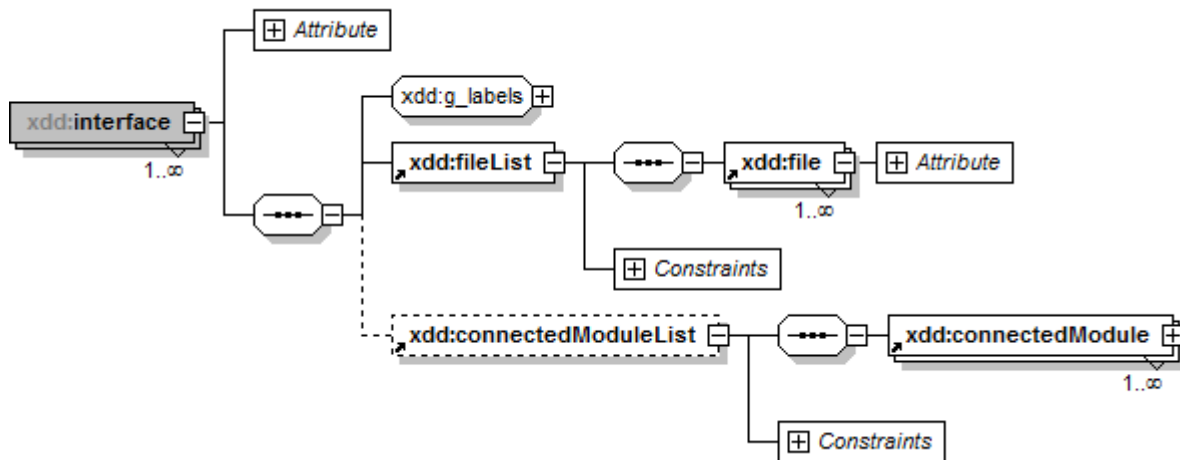 Attribute
xdd:g_labels
xdd:interface
1..∞
xdd:fileList
xdd:file
Attribute
1..∞
Constraints
xdd:connectedModuleList
xdd:connectedModule
1..∞
Constraints